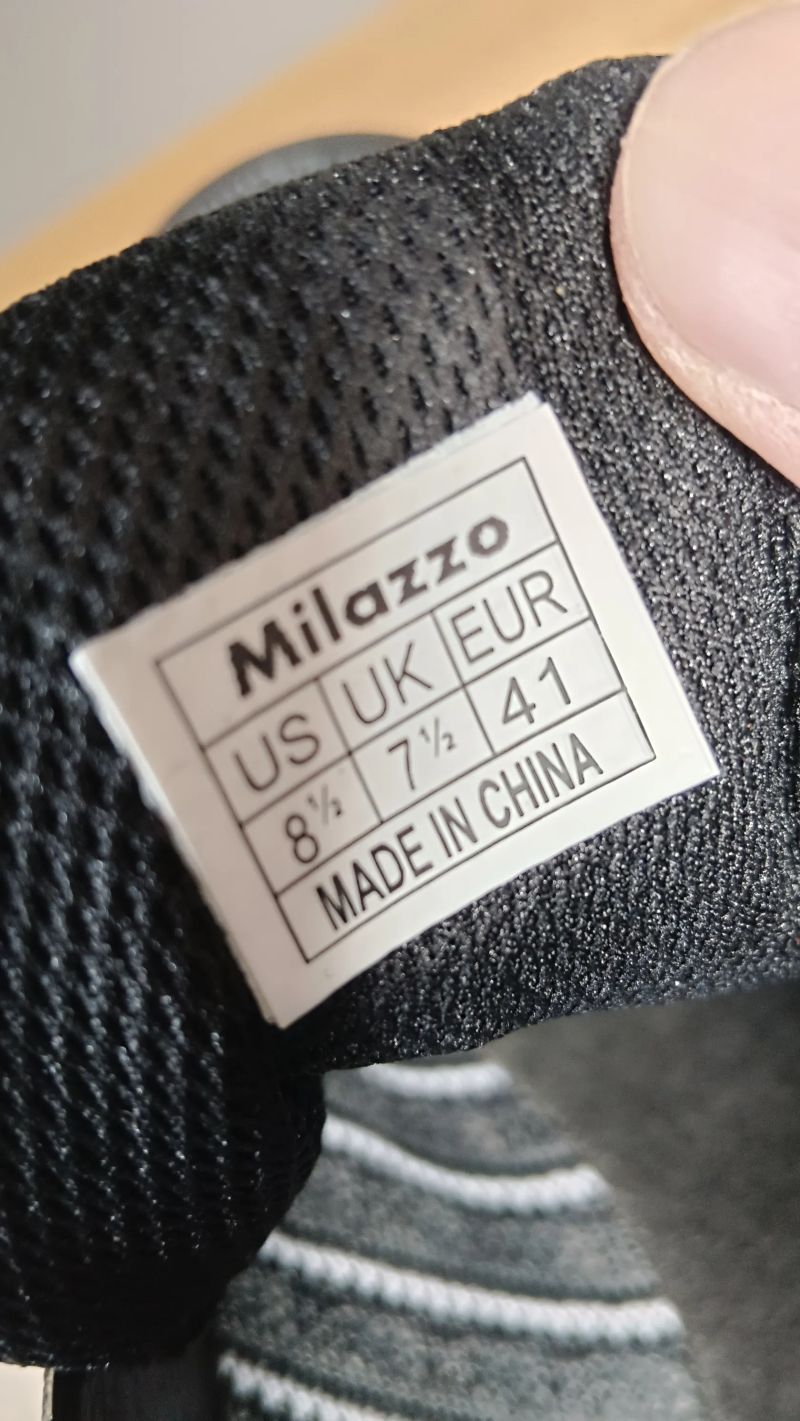 Milazzo
US UK EUR
8½ 7½ 41
MADE IN CHINA